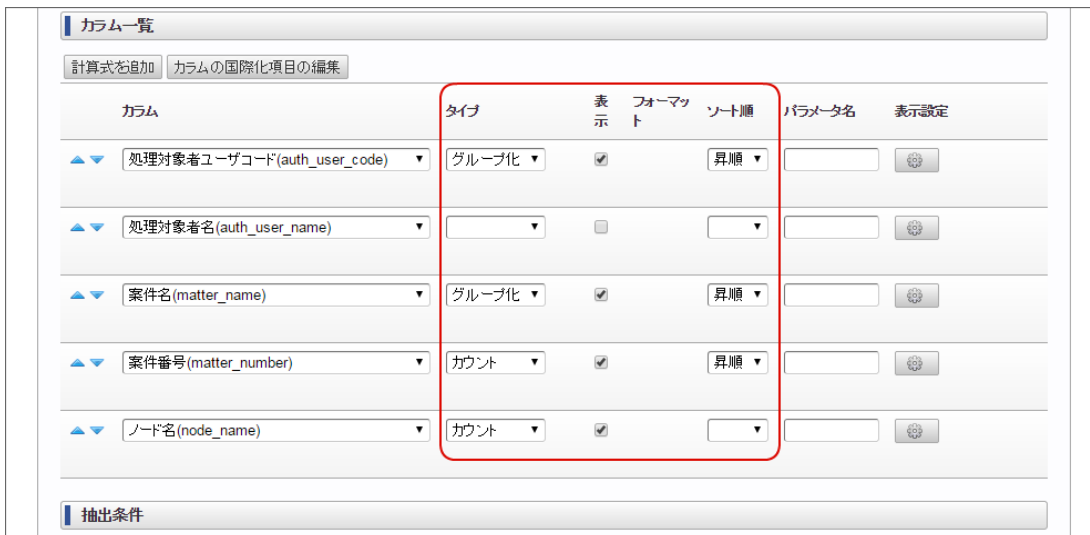 カラム一覧
計算式を追加 カラムの国際化項目の編集
カラム タイプ 表示 フォーマット ソート順 パラメータ名 表示設定
処理対象者ユーザコード(auth_user_code) グループ化 昇順
処理対象者名(auth_user_name)
案件名(matter_name) グループ化 昇順
案件番号(matter_number) カウント 昇順
ノード名(node_name) カウント
抽出条件